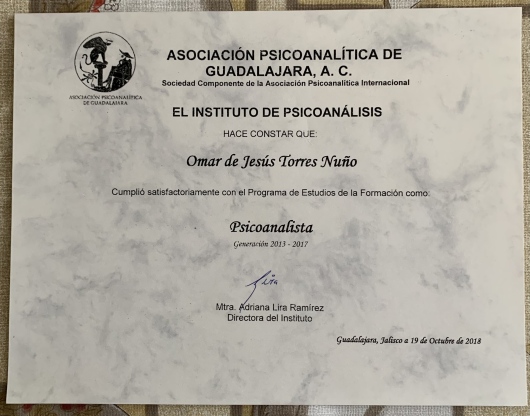 ASOCIACIÓN PSICOANALÍTICA DE
GUADALAJARA, A. C.
Sociedad Componente de la Asociación Psicoanalítica Internacional
ASOCIACIÓN PSICOANALÍTICA
DE GUADALAJARA
EL INSTITUTO DE PSICOANÁLISIS
HACE CONSTAR QUE:
Omar de Jesús Torres Nuño
Cumplió satisfactoriamente con el Programa de Estudios de la Formación como:
Psicoanalista
Generación 2013 - 2017
Mtra. Adriana Lira Ramírez
Directora del Instituto
Guadalajara, Jalisco a 19 de Octubre de 2018